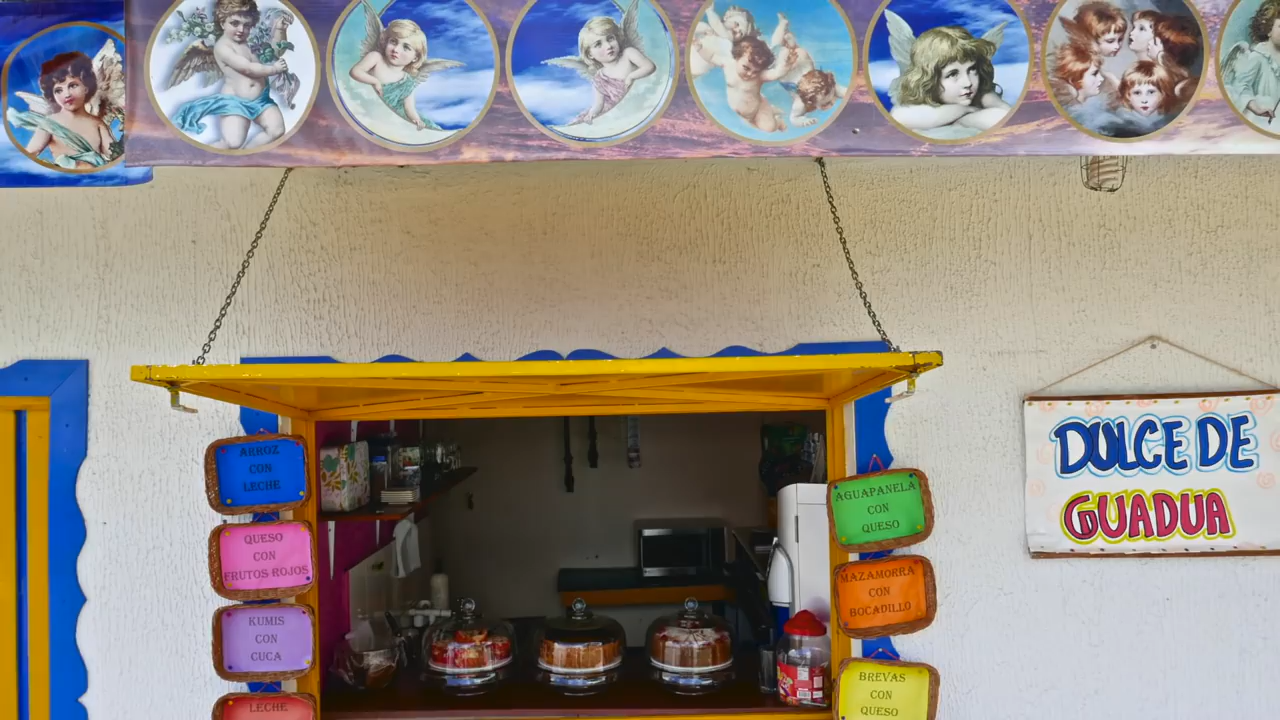 ARROZ
CON
LECHE
QUESO
CON
FRUTOS ROJOS
KUMIS
CON
CUCA
LECHE
AGUAPANELA
CON
QUESO
MAZAMORRA
CON
BOCADILLO
BREVAS
CON
QUESO
DULCE DE
GUADUA